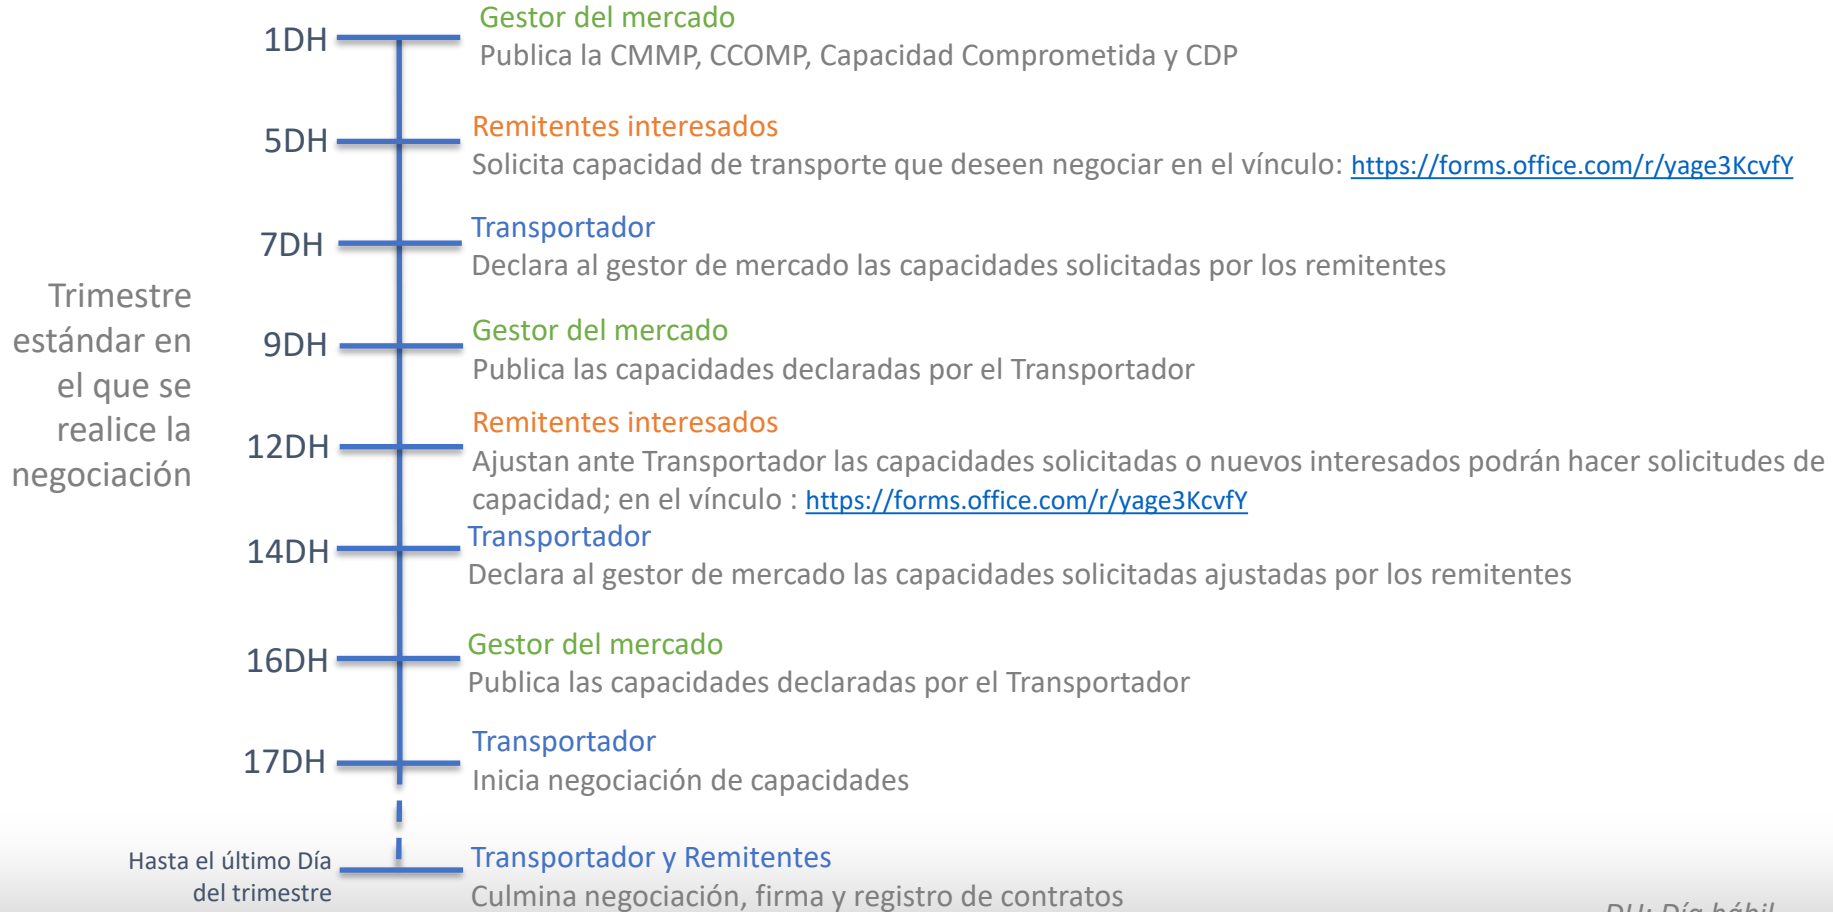 Trimestre
estándar en
el que se
realice la
negociación
1DH
Gestor del mercado
Publica la CMMP, CCOMP, Capacidad Comprometida y CDP
5DH
Remitentes interesados
Solicita capacidad de transporte que deseen negociar en el vínculo: https://forms.office.com/r/yage3KcvfY
7DH
Transportador
Declara al gestor de mercado las capacidades solicitadas por los remitentes
9DH
Gestor del mercado
Publica las capacidades declaradas por el Transportador
12DH
Remitentes interesados
Ajustan ante Transportador las capacidades solicitadas o nuevos interesados podrán hacer solicitudes de
capacidad; en el vínculo : https://forms.office.com/r/yage3KcvfY
14DH
Transportador
Declara al gestor de mercado las capacidades solicitadas ajustadas por los remitentes
16DH
Gestor del mercado
Publica las capacidades declaradas por el Transportador
17DH
Transportador
Inicia negociación de capacidades
Hasta el último Día
del trimestre
Transportador y Remitentes
Culmina negociación, firma y registro de contratos
DH: Día hábil